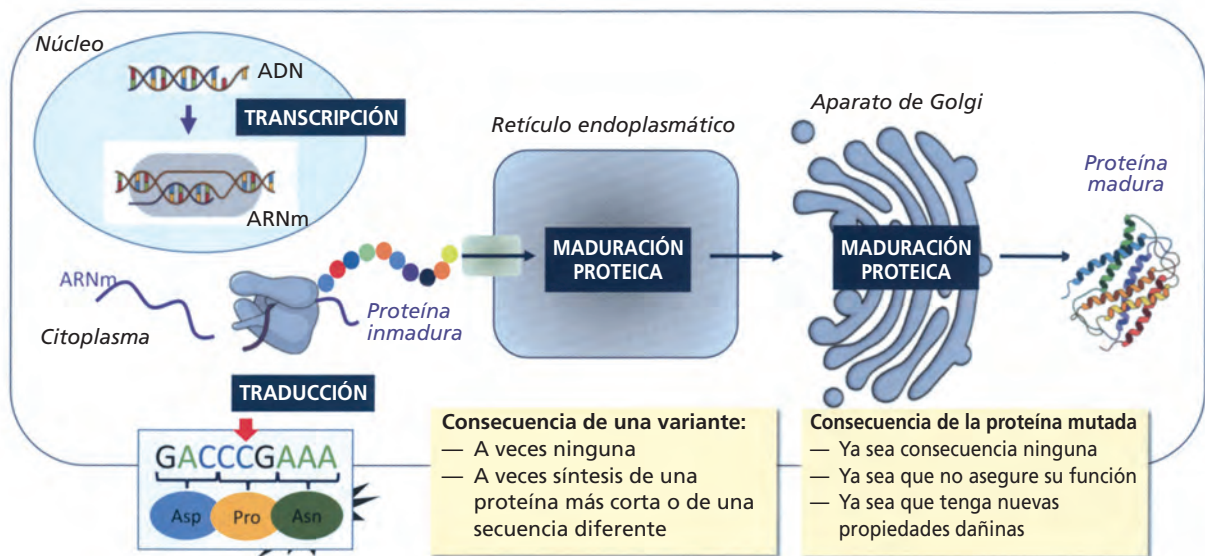 Núcleo
ADN
TRANSCRIPCIÓN
ARNm
ARNm
Citoplasma
Proteína
inmadura
TRADUCCIÓN
GACCCGAAA
Asp Pro Asn
Retículo endoplasmático
MADURACIÓN
PROTEICA
Aparato de Golgi
MADURACIÓN
PROTEICA
Proteína
madura
Consecuencia de una variante:
— A veces ninguna
— A veces síntesis de una
proteína más corta o de una
secuencia diferente
Consecuencia de la proteína mutada
— Ya sea consecuencia ninguna
— Ya sea que no asegure su función
— Ya sea que tenga nuevas
propiedades dañinas